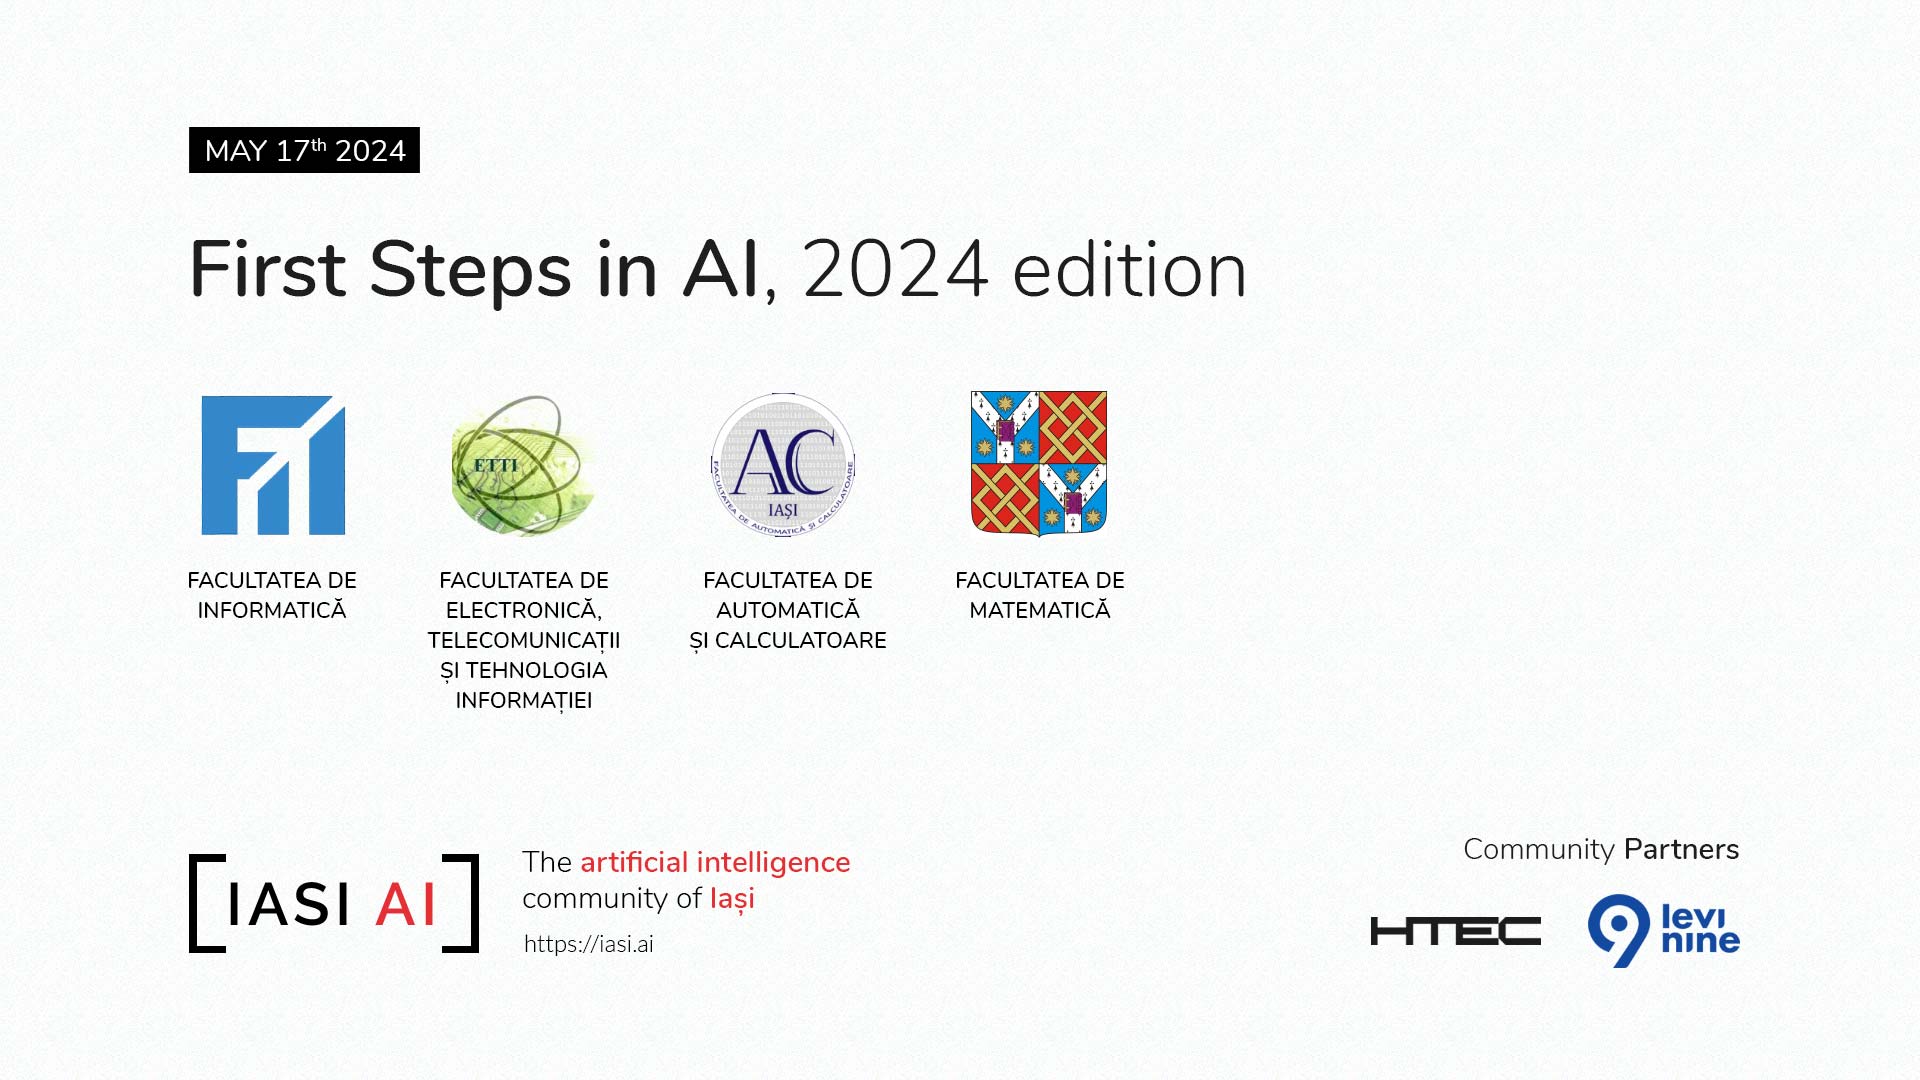 MAY 17th 2024
First Steps in AI, 2024 edition
ETTI
AC
IAȘI
FACULTATEA DE AUTOMATICĂ ȘI CALCULATOARE
FACULTATEA DE
INFORMATICĂ
FACULTATEA DE
ELECTRONICĂ,
TELECOMUNICAȚII
ȘI TEHNOLOGIA
INFORMAȚIEI
FACULTATEA DE
AUTOMATICĂ
ȘI CALCULATOARE
FACULTATEA DE
MATEMATICĂ
[IASI AI]
The artificial intelligence
community of Iași
https://iasi.ai
Community Partners
HTEC
9 levi
nine